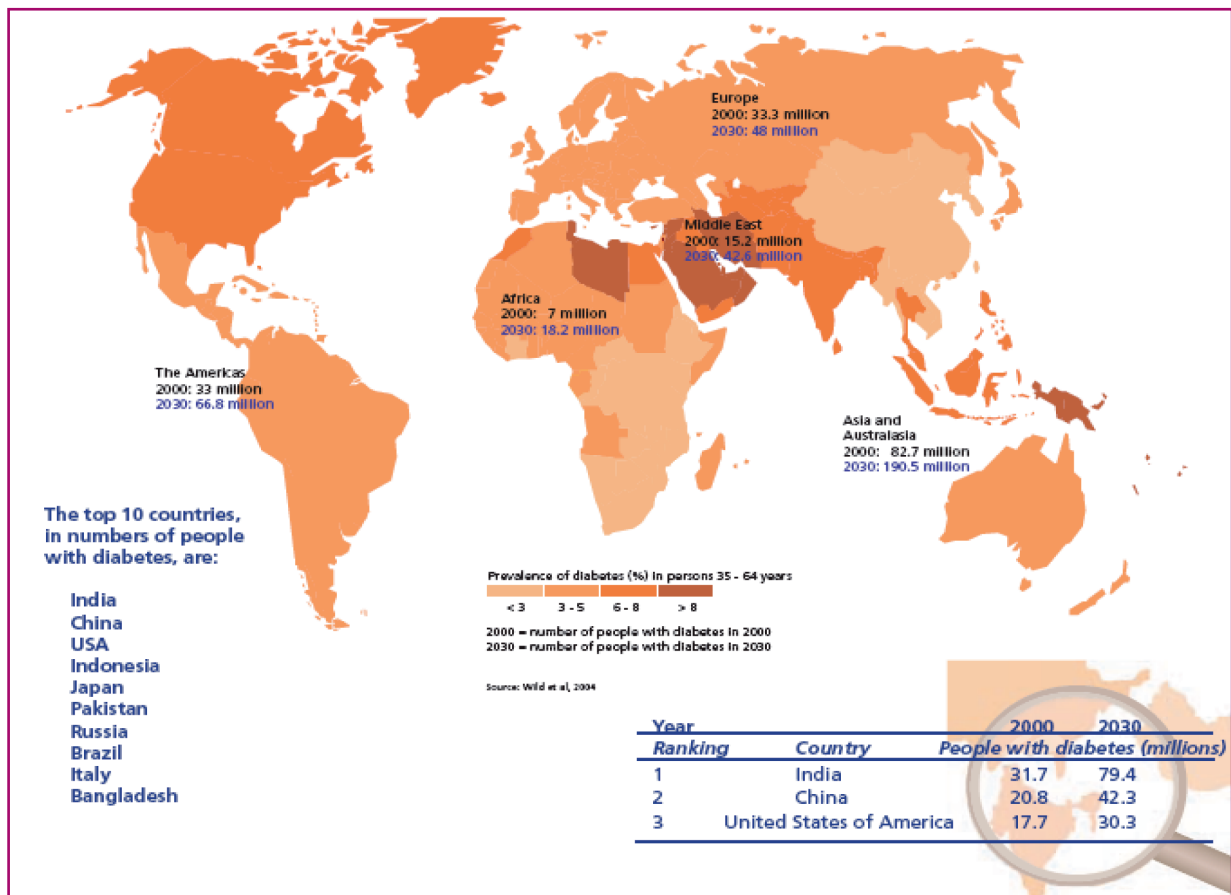 Europe
2000: 33.3 million
2030: 48 million
Middle East
2000: 15.2 million
2030: 42.6 million
Africa
2000: 7 million
2030: 18.2 million
The Americas
2000: 33 million
2030: 66.8 million
Asia and
Australasia
2000: 82.7 million
2030: 190.5 million
The top 10 countries,
in numbers of people
with diabetes, are:
India
China
USA
Indonesia
Japan
Pakistan
Russia
Brazil
Italy
Bangladesh
Prevalence of diabetes (%) in persons 35 - 64 years
< 3 3 - 5 6 - 8 > 8
2000 = number of people with diabetes in 2000
2030 = number of people with diabetes in 2030
Source: Wild et al, 2004
Year 2000 2030
Ranking Country People with diabetes (millions)
1 India 31.7 79.4
2 China 20.8 42.3
3 United States of America 17.7 30.3